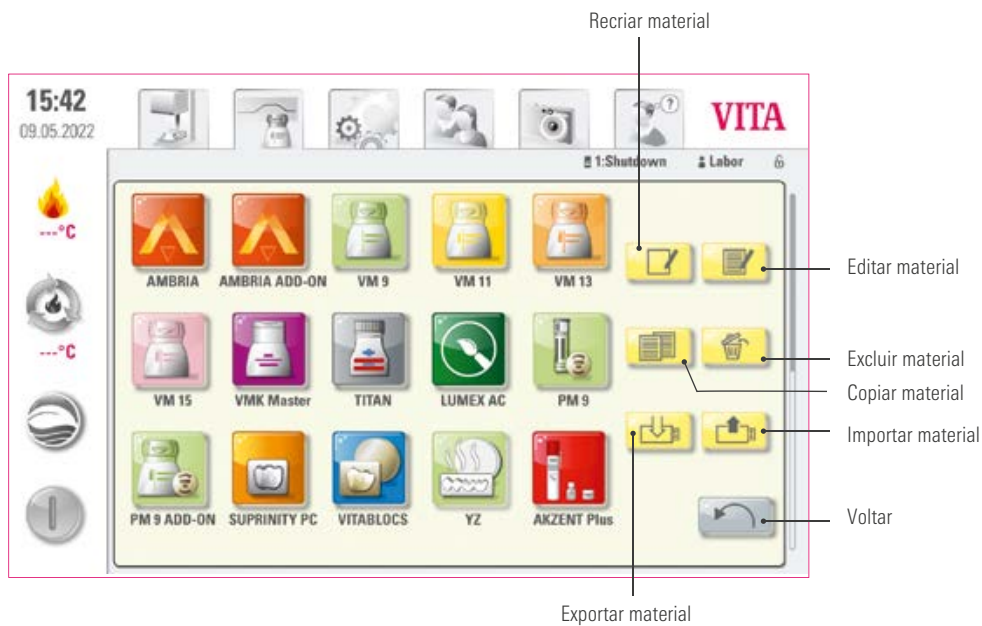 Recriar material
15:42
09.05.2022
?
VITA
1:Shutdown
Labor
---°C
AMBRIA
AMBRIA ADD-ON
VM 9
VM 11
VM 13
Editar material
---°C
VM 15
VMK Master
TITAN
LUMEX AC
PM 9
Excluir material
Copiar material
Importar material
PM 9 ADD-ON
SUPRINITY PC
VITABLOCS
YZ
AKZENT Plus
Voltar
Exportar material